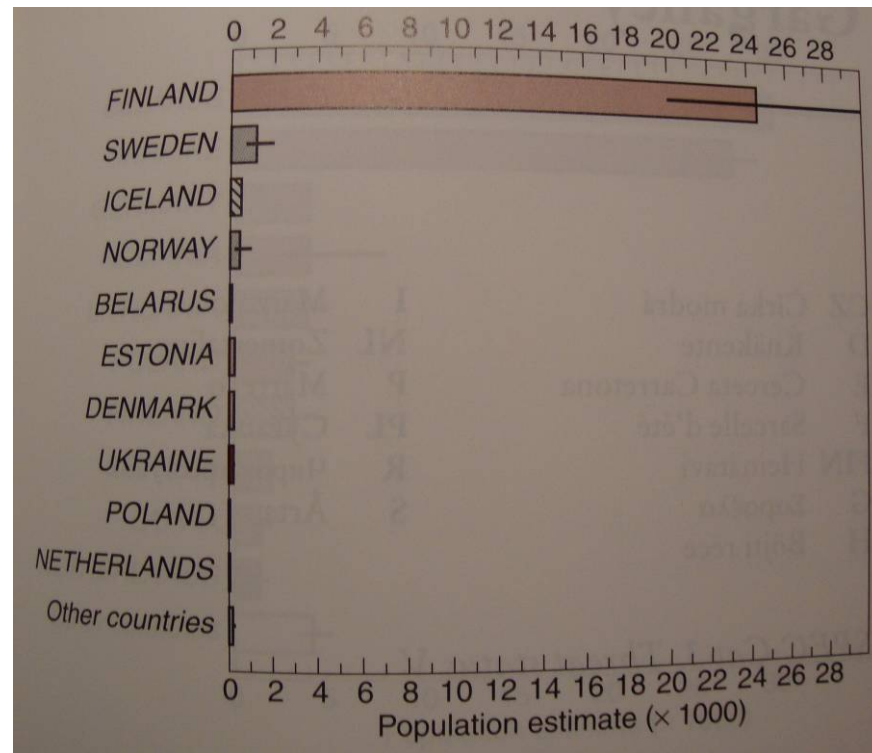 0 2 4 6 8 10 12 14 16 18 20 22 24 26 28
FINLAND
SWEDEN
ICELAND
NORWAY
BELARUS
ESTONIA
DENMARK
UKRAINE
POLAND
NETHERLANDS
Other countries
0 2 4 6 8 10 12 14 16 18 20 22 24 26 28
Population estimate (× 1000)